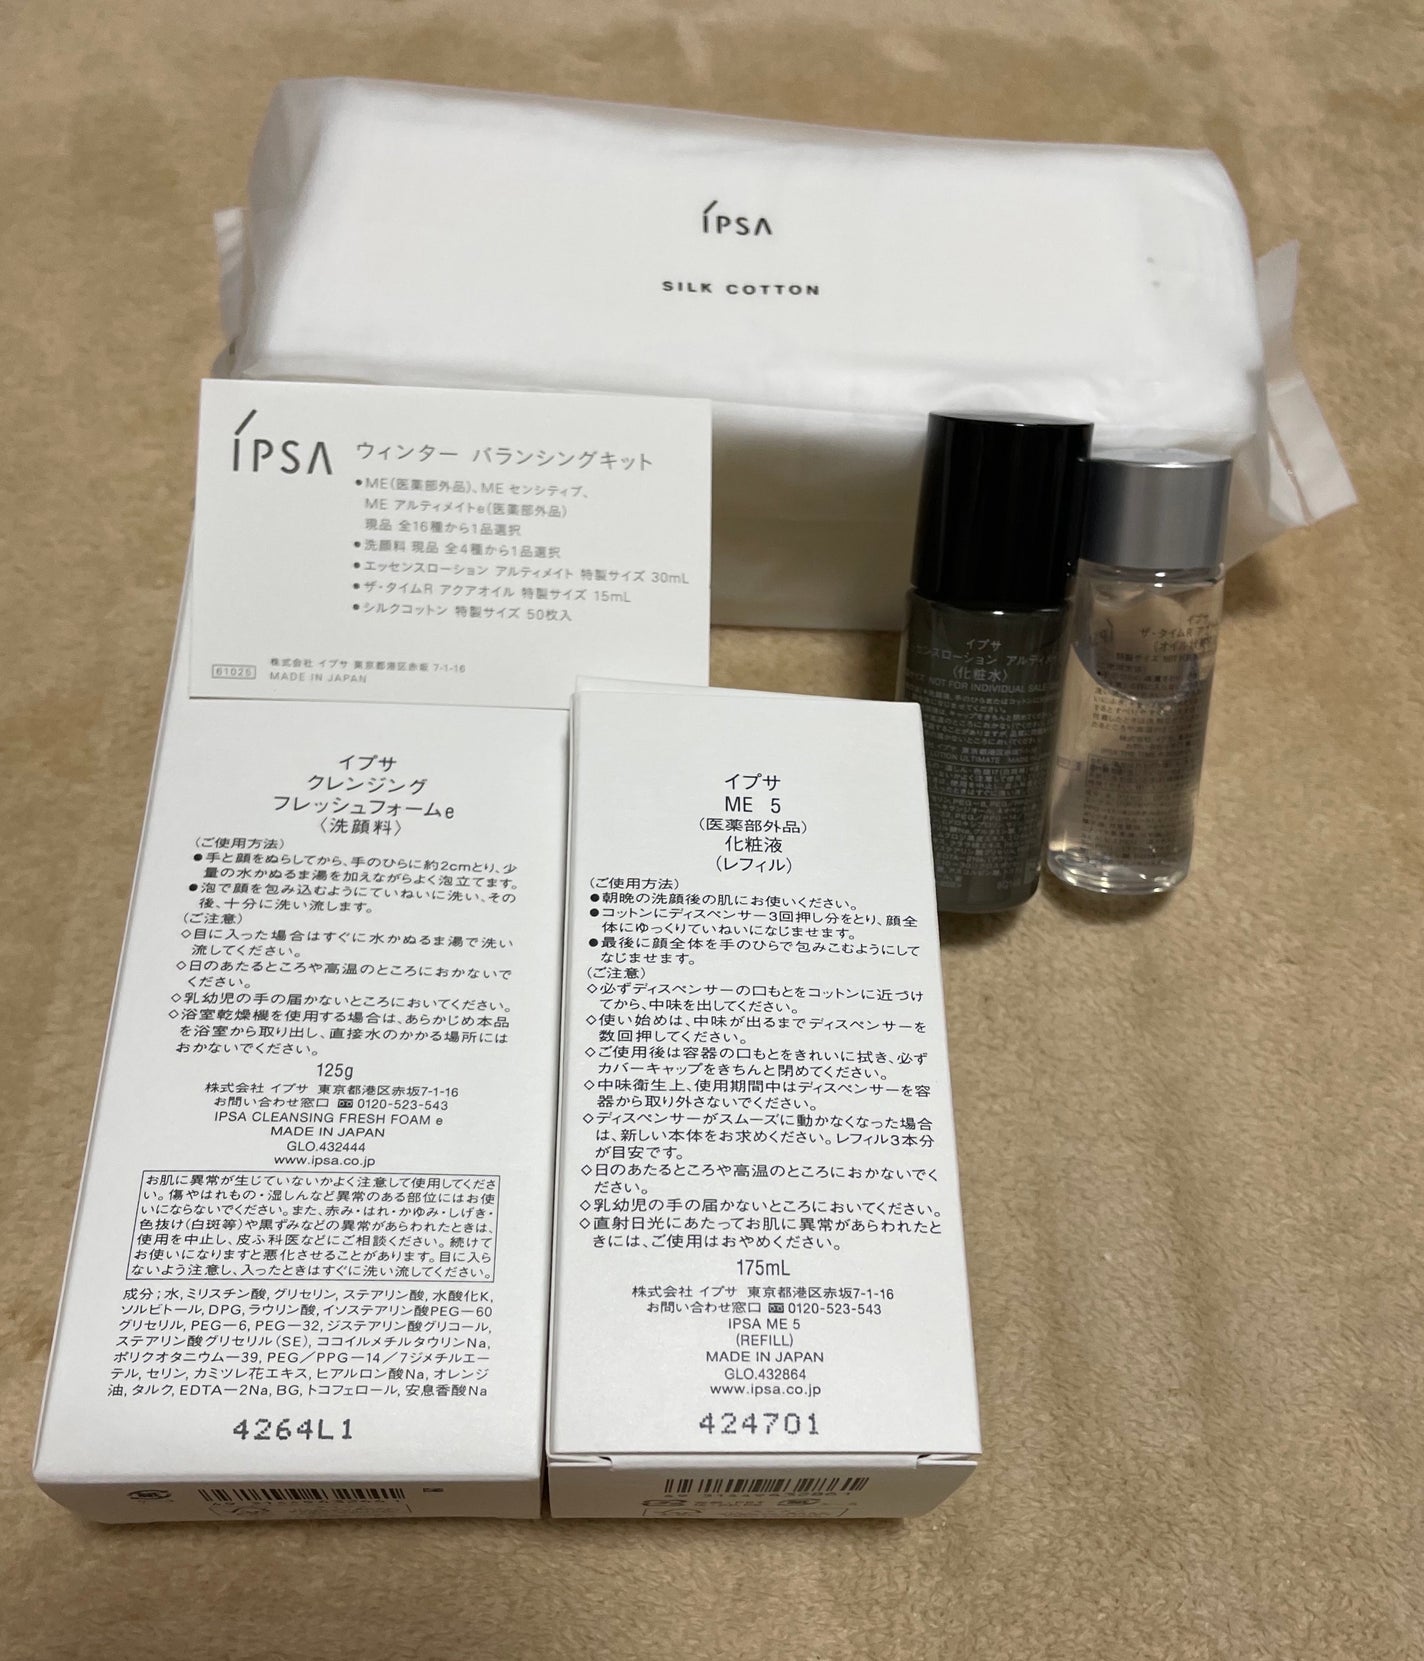 ÍPSA
SILK COTTON
ÍPSA ウィンター バランシングキット
●ME(医薬部外品)、ME センシティブ、
ME アルティメイトe(医薬部外品)
現品 全16種から1品選択
●洗顔料 現品 全4種から1品選択
●エッセンスローション アルティメイト 特製サイズ 30mL
●ザ・タイムR アクアオイル 特製サイズ 15mL
●シルクコットン 特製サイズ 50枚入
61025 株式会社 イプサ 東京都港区赤坂 7-1-16
MADE IN JAPAN
イプサ
クレンジング
フレッシュフォームe
〈洗顔料〉
(ご使用方法)
●手と顔をぬらしてから、手のひらに約2cmとり、少
量の水かぬるま湯を加えながらよく泡立てます。
●泡で顔を包み込むようにていねいに洗い、その
後、十分に洗い流します。
(ご注意)
◇目に入った場合はすぐに水かぬるま湯で洗い
流してください。
◇日のあたるところや高温のところにおかないで
ください。
◇乳幼児の手の届かないところにおいてください。
◇浴室乾燥機を使用する場合は、あらかじめ本品
を浴室から取り出し、直接水のかかる場所には
おかないでください。
125g
株式会社 イプサ 東京都港区赤坂7-1-16
お問い合わせ窓口 0120-523-543
IPSA CLEANSING FRESH FOAM e
MADE IN JAPAN
GLO.432444
www.ipsa.co.jp
お肌に異常が生じていないかよく注意して使用してくださ
い。傷やはれもの・湿しんなど異常のある部位にはお使
いにならないでください。また、赤み・はれ・かゆみ・しげき・
色抜け(白斑等)や黒ずみなどの異常があらわれたときは、
使用を中止し、皮ふ科医などにご相談ください。続けて
お使いになりますと悪化させることがあります。目に入ら
ないよう注意し、入ったときはすぐに洗い流してください。
成分;水, ミリスチン酸, グリセリン, ステアリン酸, 水酸化K,
ソルビトール, DPG, ラウリン酸, イソステアリン酸PEG−60
グリセリル, PEG−6, PEG−32, ジステアリン酸グリコール,
ステアリン酸グリセリル(SE), ココイルメチルタウリンNa,
ポリクオタニウム−39, PEG/PPG−14/7ジメチルエー
テル, セリン, カミツレ花エキス, ヒアルロン酸Na, オレンジ
油, タルク, EDTA−2Na, BG, トコフェロール, 安息香酸Na
4264L1
イプサ
ME 5
(医薬部外品)
化粧液
(レフィル)
(ご使用方法)
●朝晩の洗顔後の肌にお使いください。
●コットンにディスペンサー3回押し分をとり、顔全
体にゆっくりていねいになじませます。
●最後に顔全体を手のひらで包みこむようにして
なじませます。
(ご注意)
◇必ずディスペンサーの口もとをコットンに近づけ
てから、中味を出してください。
◇使い始めは、中味が出るまでディスペンサーを
数回押してください。
◇ご使用後は容器の口もとをきれいに拭き、必ず
カバーキャップをきちんと閉めてください。
◇中味衛生上、使用期間中はディスペンサーを容
器から取り外さないでください。
◇ディスペンサーがスムーズに動かなくなった場合
は、新しい本体をお求めください。レフィル3本分
が目安です。
◇日のあたるところや高温のところにおかないでく
ださい。
◇乳幼児の手の届かないところにおいてください。
◇直射日光にあたってお肌に異常があらわれたと
きには、ご使用はおやめください。
175mL
株式会社 イプサ 東京都港区赤坂7-1-16
お問い合わせ窓口 0120-523-543
IPSA ME 5
(REFILL)
MADE IN JAPAN
GLO.432864
www.ipsa.co.jp
424701
イプサ
センスローション アルティメイ
〈化粧水〉
NOT FOR INDIVIDUAL SALE
LOTION ULTIMATE
イプサ
ザ・タイムR